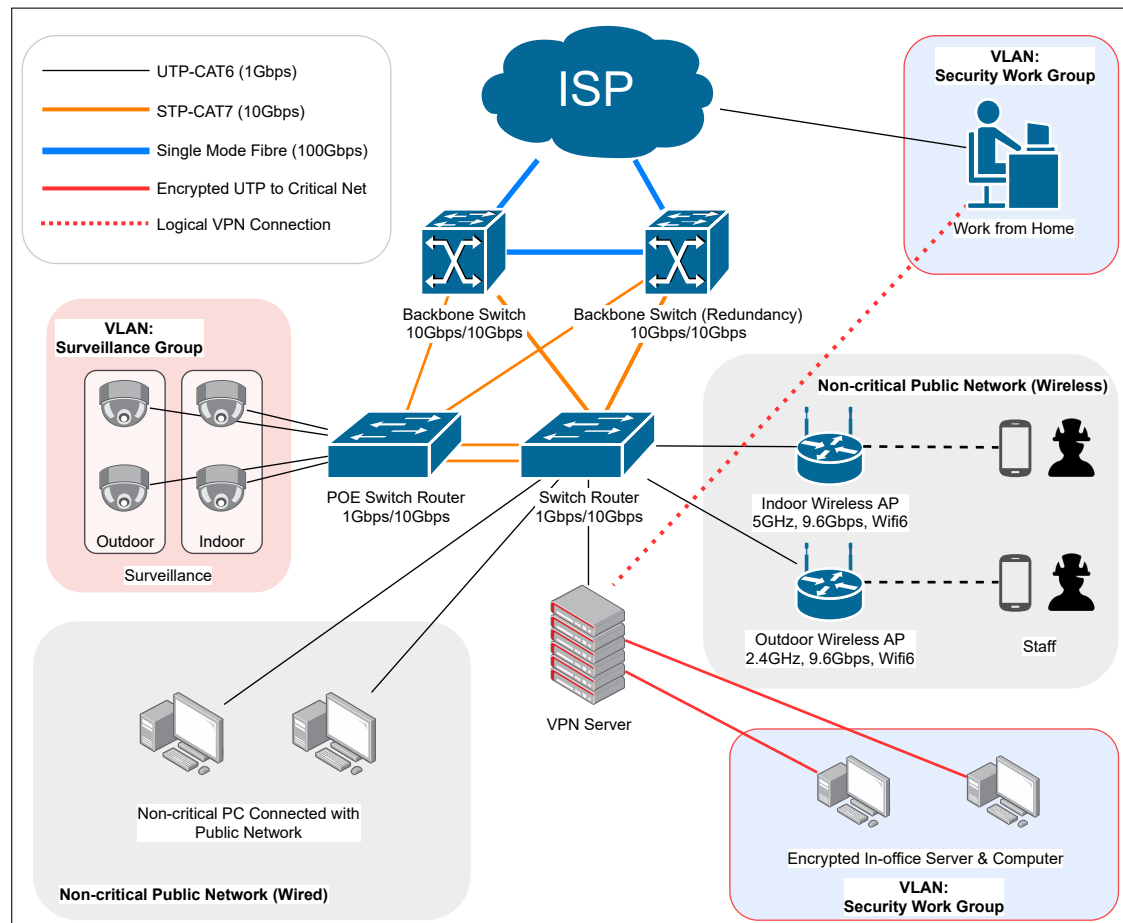 UTP-CAT6 (1Gbps)
STP-CAT7 (10Gbps)
Single Mode Fibre (100Gbps)
Encrypted UTP to Critical Net
Logical VPN Connection
ISP
VLAN:
Security Work Group
Work from Home
Backbone Switch
10Gbps/10Gbps
Backbone Switch (Redundancy)
10Gbps/10Gbps
VLAN:
Surveillance Group
Outdoor
Indoor
Surveillance
POE Switch Router
1Gbps/10Gbps
Switch Router
1Gbps/10Gbps
Non-critical Public Network (Wireless)
Indoor Wireless AP
5GHz, 9.6Gbps, Wifi6
Outdoor Wireless AP
2.4GHz, 9.6Gbps, Wifi6
Staff
VPN Server
Non-critical PC Connected with
Public Network
Non-critical Public Network (Wired)
Encrypted In-office Server & Computer
VLAN:
Security Work Group